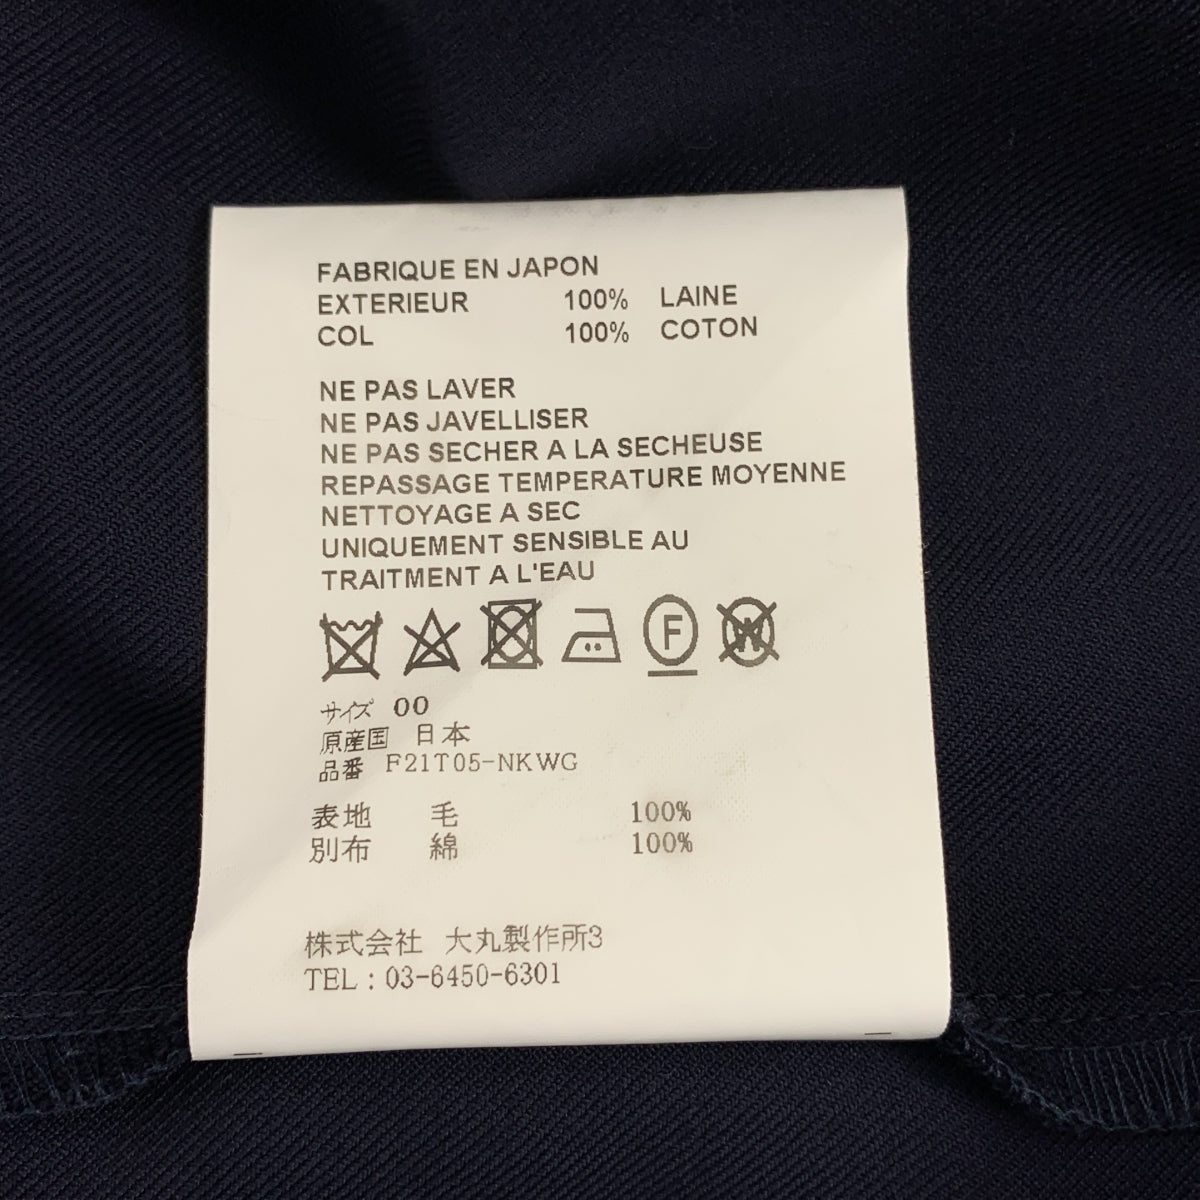 FABRIQUE EN JAPON
EXTERIEUR 100% LAINE
COL 100% COTON
NE PAS LAVER
NE PAS JAVELLISER
NE PAS SECHER A LA SECHEUSE
REPASSAGE TEMPERATURE MOYENNE
NETTOYAGE A SEC
UNIQUEMENT SENSIBLE AU
TRAITMENT A L'EAU
F W
サイズ 00
原産国 日本
品番 F21T05-NKWG
表地 毛 100%
別布 綿 100%
株式会社 大丸製作所3
TEL : 03-6450-6301